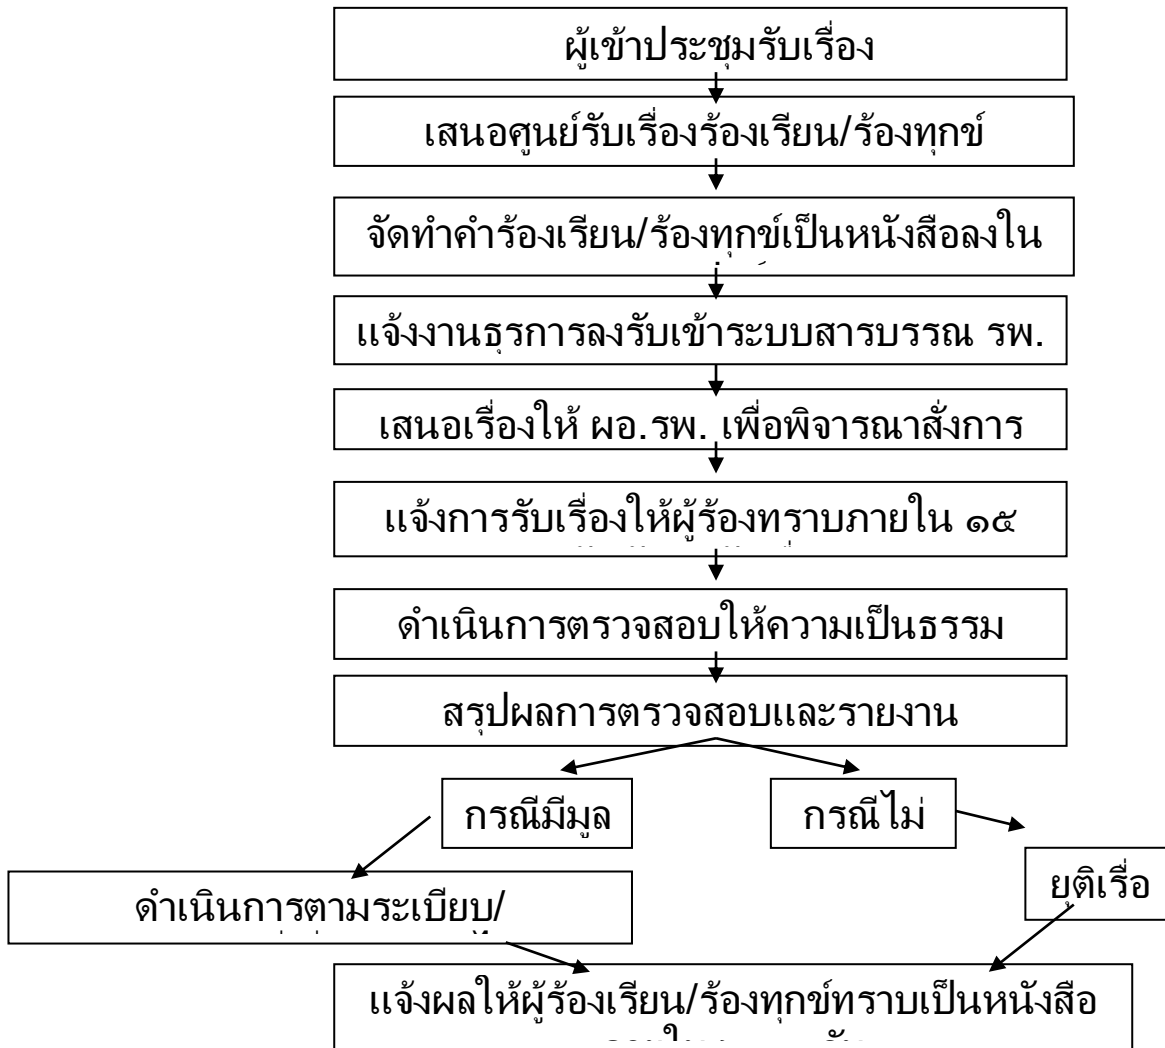 ผู้เข้าประชุมรับเรื่อง
เสนอศูนย์รับเรื่องร้องเรียน/ร้องทุกข์
จัดทำคำร้องเรียน/ร้องทุกข์เป็นหนังสือลงใน
แจ้งงานธุรการลงรับเข้าระบบสารบรรณ รพ.
เสนอเรื่องให้ ผอ.รพ. เพื่อพิจารณาสั่งการ
แจ้งการรับเรื่องให้ผู้ร้องทราบภายใน ๑๕
ดำเนินการตรวจสอบให้ความเป็นธรรม
สรุปผลการตรวจสอบและรายงาน
กรณีมีมูล
กรณีไม่
ยุติเรื่อ
ดำเนินการตามระเบียบ/
แจ้งผลให้ผู้ร้องเรียน/ร้องทุกข์ทราบเป็นหนังสือ